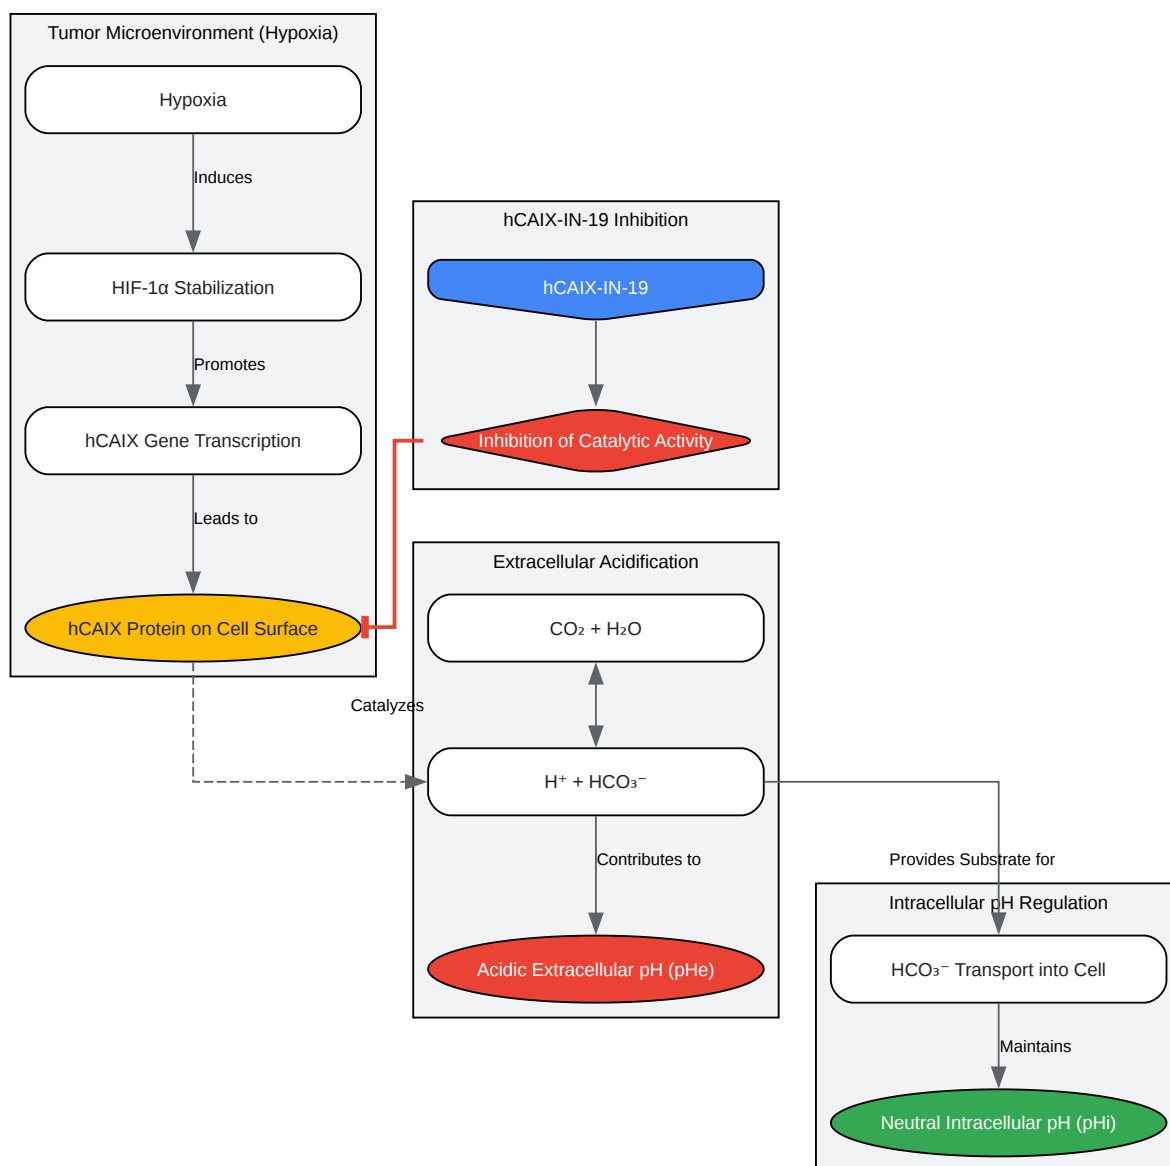 Tumor Microenvironment (Hypoxia)
Hypoxia
Induces
HIF-1α Stabilization
Promotes
hCAIX Gene Transcription
Leads to
hCAIX Protein on Cell Surface
hCAIX-IN-19 Inhibition
hCAIX-IN-19
Inhibition of Catalytic Activity
Extracellular Acidification
CO₂ + H₂O
Catalyzes
H⁺ + HCO₃⁻
Contributes to
Acidic Extracellular pH (pHe)
Provides Substrate for
Intracellular pH Regulation
HCO₃⁻ Transport into Cell
Maintains
Neutral Intracellular pH (pHi)